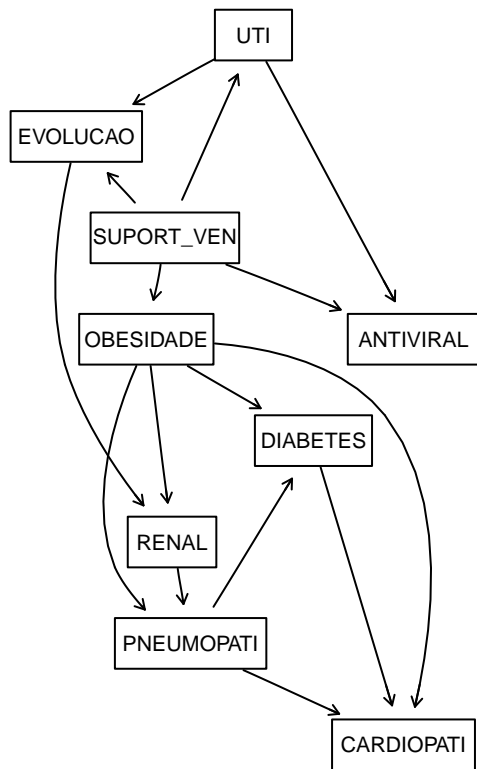 UTI
EVOLUCAO
SUPORT_VEN
OBESIDADE
ANTIVIRAL
DIABETES
RENAL
PNEUMOPATI
CARDIOPATI